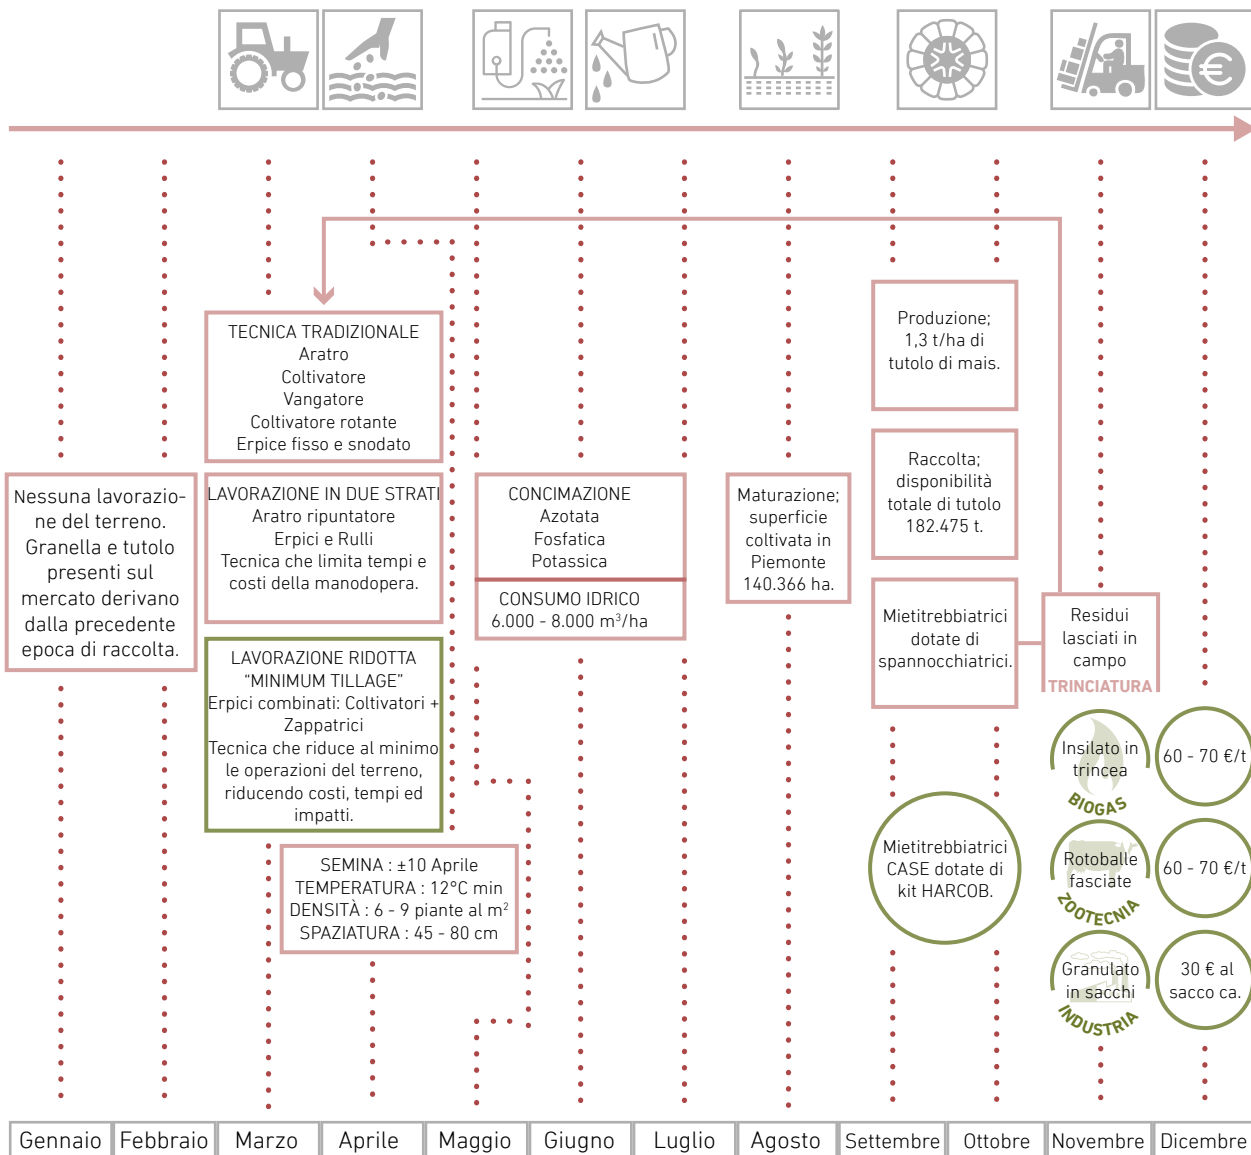 TECNICA TRADIZIONALE
Aratro
Coltivatore
Vangatore
Coltivatore rotante
Erpice fisso e snodato
Produzione;
1,3 t/ha di
tutolo di mais.
Nessuna lavorazio-
ne del terreno.
Granella e tutolo
presenti sul
mercato derivano
dalla precedente
epoca di raccolta.
LAVORAZIONE IN DUE STRATI
Aratro ripuntatore
Erpici e Rulli
Tecnica che limita tempi e
costi della manodopera.
CONCIMAZIONE
Azotata
Fosfatica
Potassica
CONSUMO IDRICO
6.000 - 8.000 m³/ha
Maturazione;
superficie
coltivata in
Piemonte
140.366 ha.
Raccolta;
disponibilità
totale di tutolo
182.475 t.
Mietitrebbiatrici
dotate di
spannocchiatrici.
Residui
lasciati in
campo
TRINCIATURA
LAVORAZIONE RIDOTTA
“MINIMUM TILLAGE”
Erpici combinati: Coltivatori +
Zappatrici
Tecnica che riduce al minimo
le operazioni del terreno,
riducendo costi, tempi ed
impatti.
SEMINA : ±10 Aprile
TEMPERATURA : 12°C min
DENSITÀ : 6 - 9 piante al m²
SPAZIATURA : 45 - 80 cm
Mietitrebbiatrici
CASE dotate di
kit HARCOB.
Insilato in
trincea
BIOGAS
60 - 70 €/t
Rotoballe
fasciate
ZOOTECNIA
60 - 70 €/t
Granulato
in sacchi
INDUSTRIA
30 € al
sacco ca.
Gennaio
Febbraio
Marzo
Aprile
Maggio
Giugno
Luglio
Agosto
Settembre
Ottobre
Novembre
Dicembre